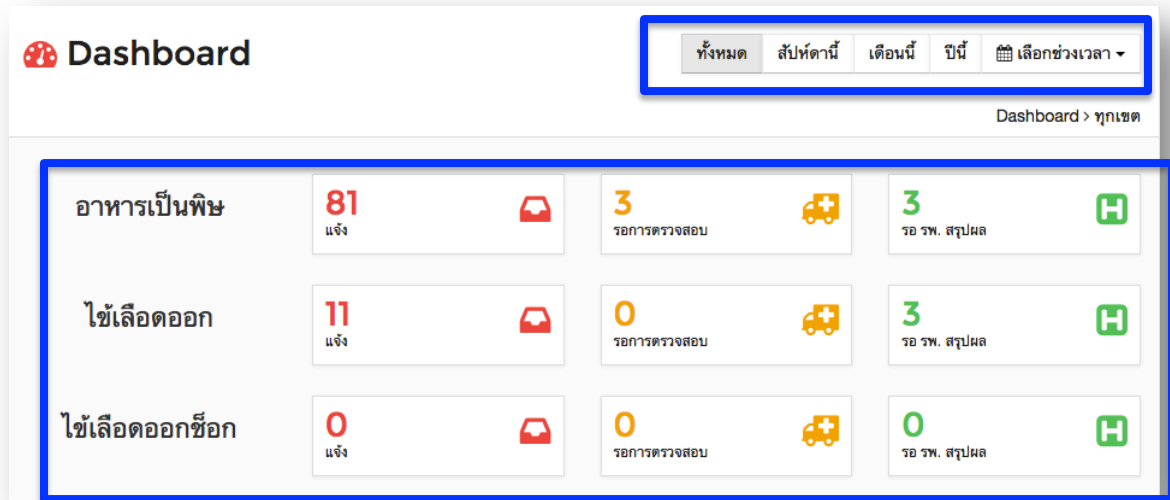 Dashboard
ทั้งหมด สัปห์ดานี้ เดือนนี้ ปีนี้ เลือกช่วงเวลา
Dashboard > ทุกเขต
อาหารเป็นพิษ
81
แจ้ง
3
รอการตรวจสอบ
3
รอ รพ. สรุปผล
ไข้เลือดออก
11
แจ้ง
0
รอการตรวจสอบ
3
รอ รพ. สรุปผล
ไข้เลือดออกช็อก
0
แจ้ง
0
รอการตรวจสอบ
0
รอ รพ. สรุปผล